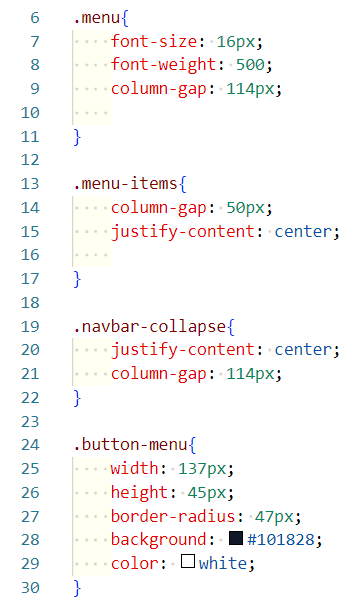 6 .menu{
7 font-size: 16px;
8 font-weight: 500;
9 column-gap: 114px;
10
11 }
12
13 .menu-items{
14 column-gap: 50px;
15 justify-content: center;
16
17 }
18
19 .navbar-collapse{
20 justify-content: center;
21 column-gap: 114px;
22 }
23
24 .button-menu{
25 width: 137px;
26 height: 45px;
27 border-radius: 47px;
28 background: #101828;
29 color: white;
30 }